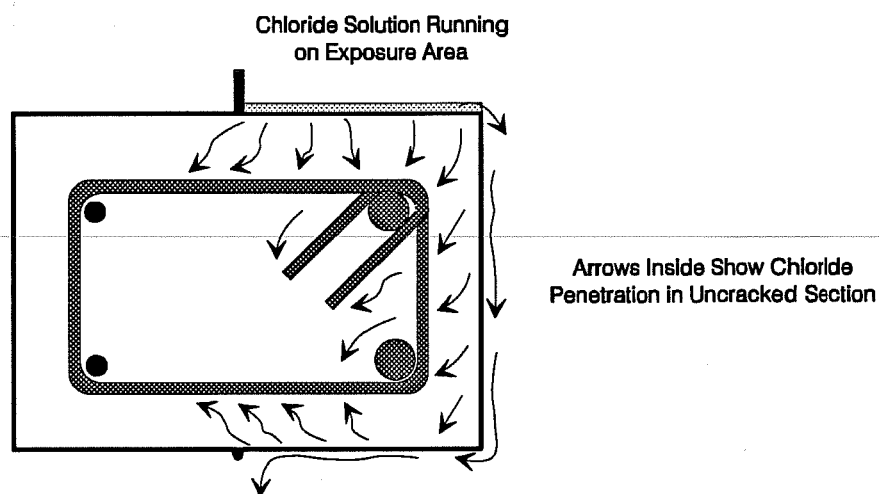 Chloride Solution Running
on Exposure Area
Arrows Inside Show Chloride
Penetration in Uncracked Section